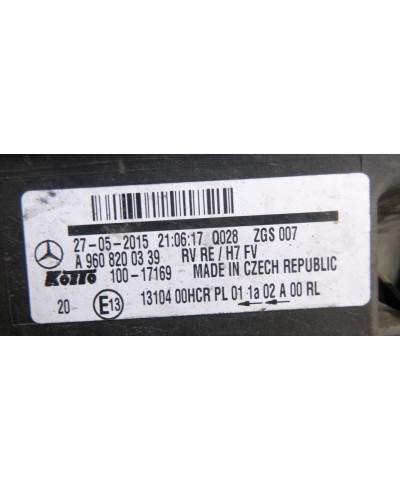 27-05-2015 21:06:17 Q028 ZGS 007
A 960 820 03 39 RV RE / H7 FV
KOITO 100-17169 MADE IN CZECH REPUBLIC
20 E13 13104 00HCR PL 01 1a 02 A 00 RL